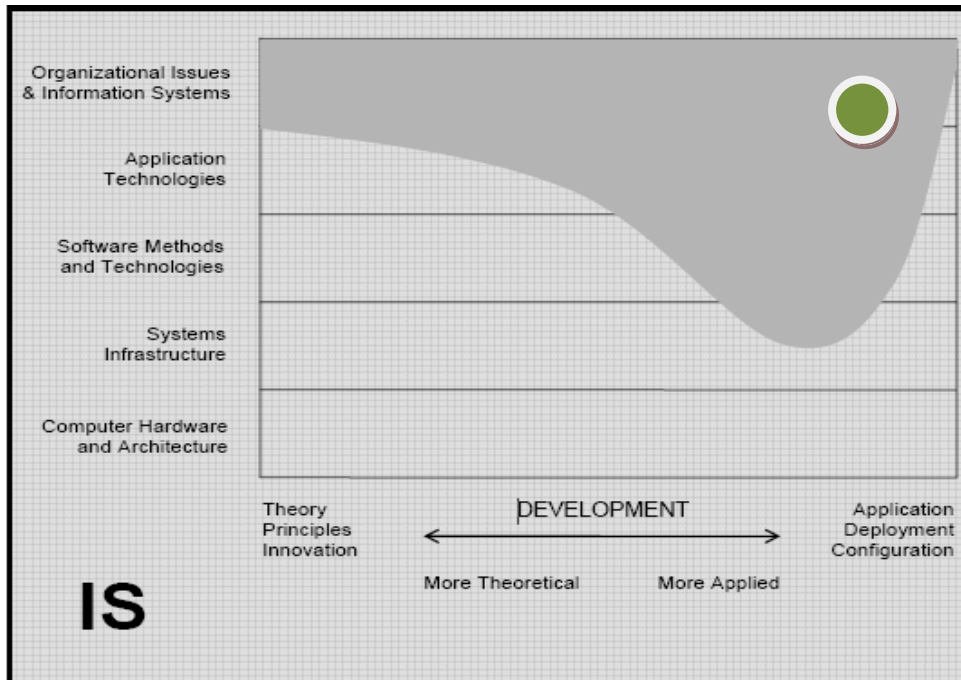 Organizational Issues
& Information Systems
Application
Technologies
Software Methods
and Technologies
Systems
Infrastructure
Computer Hardware
and Architecture
Theory
Principles
Innovation
DEVELOPMENT
Application
Deployment
Configuration
More Theoretical
More Applied
IS